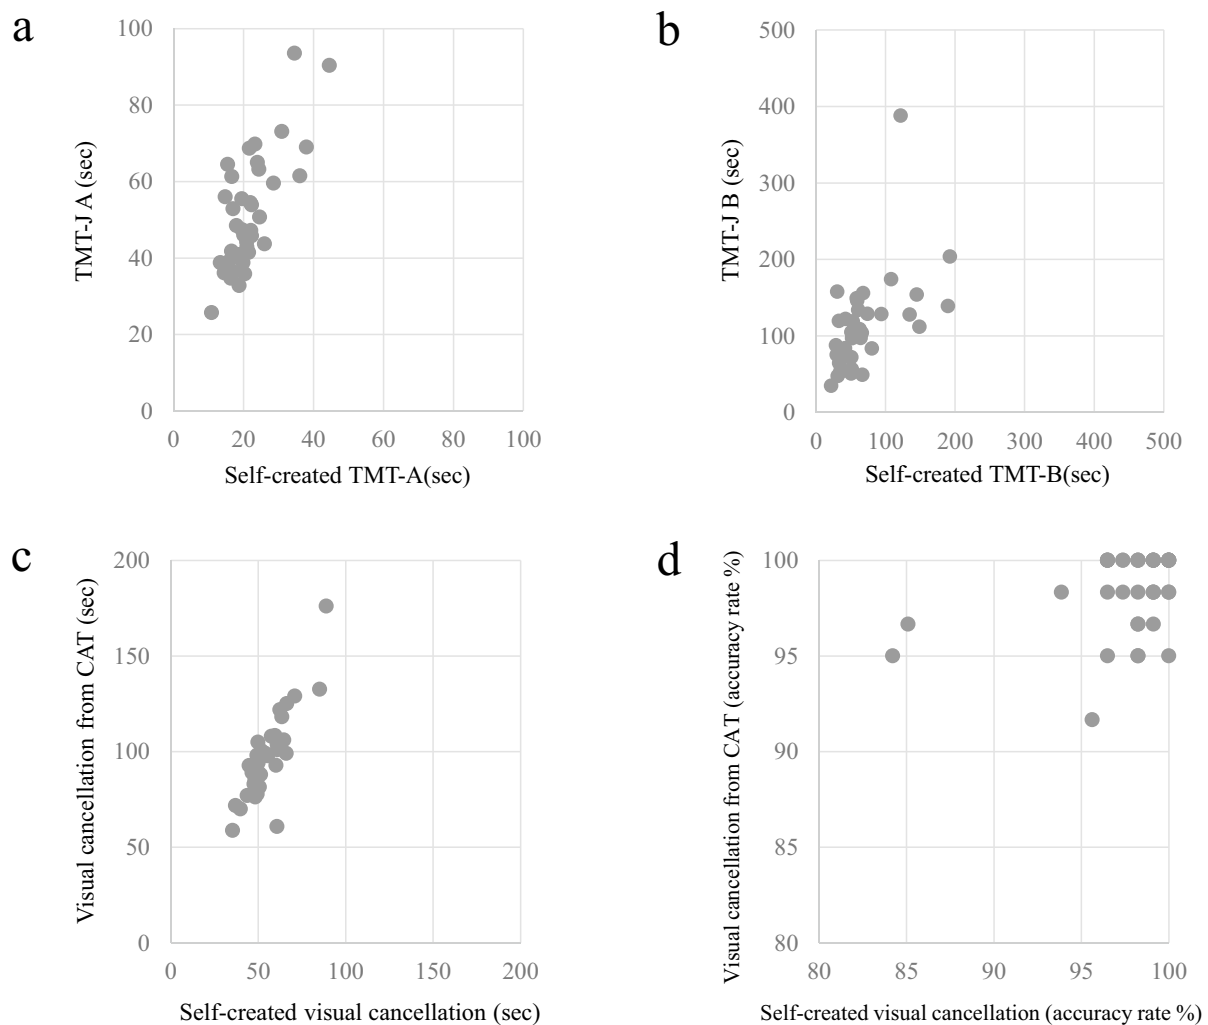 a
TMT-J A (sec)
100
80
60
40
20
0
0 20 40 60 80 100
Self-created TMT-A(sec)
b
TMT-J B (sec)
500
400
300
200
100
0
0 100 200 300 400 500
Self-created TMT-B(sec)
c
Visual cancellation from CAT (sec)
200
150
100
50
0
0 50 100 150 200
Self-created visual cancellation (sec)
d
Visual cancellation from CAT (accuracy rate %)
100
95
90
85
80
80 85 90 95 100
Self-created visual cancellation (accuracy rate %)